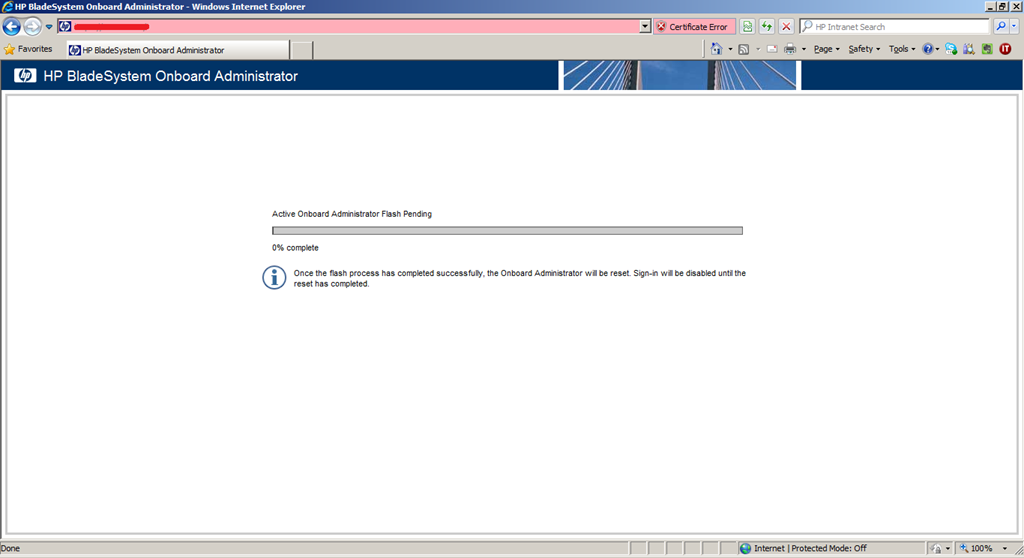 HP BladeSystem Onboard Administrator - Windows Internet Explorer
Certificate Error
HP Intranet Search
Favorites
HP BladeSystem Onboard Administrator
Page
Safety
Tools
IT
hp HP BladeSystem Onboard Administrator
Active Onboard Administrator Flash Pending
0% complete
Once the flash process has completed successfully, the Onboard Administrator will be reset. Sign-in will be disabled until the
reset has completed.
Done
Internet | Protected Mode: Off
100%